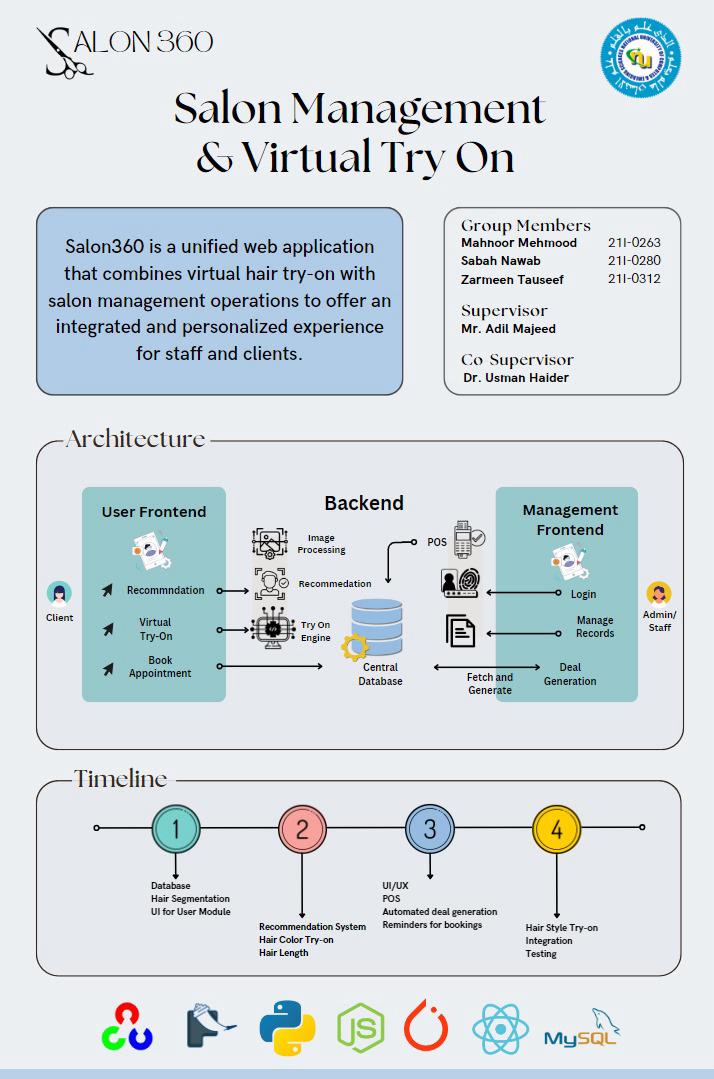 SALON 360
Salon Management
& Virtual Try On
Salon360 is a unified web application
that combines virtual hair try-on with
salon management operations to offer an
integrated and personalized experience
for staff and clients.
Group Members
Mahnoor Mehmood 21I-0263
Sabah Nawab 21I-0280
Zarmeen Tauseef 21I-0312
Supervisor
Mr. Adil Majeed
Co Supervisor
Dr. Usman Haider
Architecture
User Frontend
Recommndation
Virtual
Try-On
Book
Appointment
Client
Backend
Image
Processing
Recommedation
Try On
Engine
Central
Database
POS
Fetch and
Generate
Management
Frontend
Login
Manage
Records
Deal
Generation
Admin/
Staff
Timeline
1
Database
Hair Segmentation
UI for User Module
2
Recommendation System
Hair Color Try-on
Hair Length
3
UI/UX
POS
Automated deal generation
Reminders for bookings
4
Hair Style Try-on
Integration
Testing
JS
MySQL